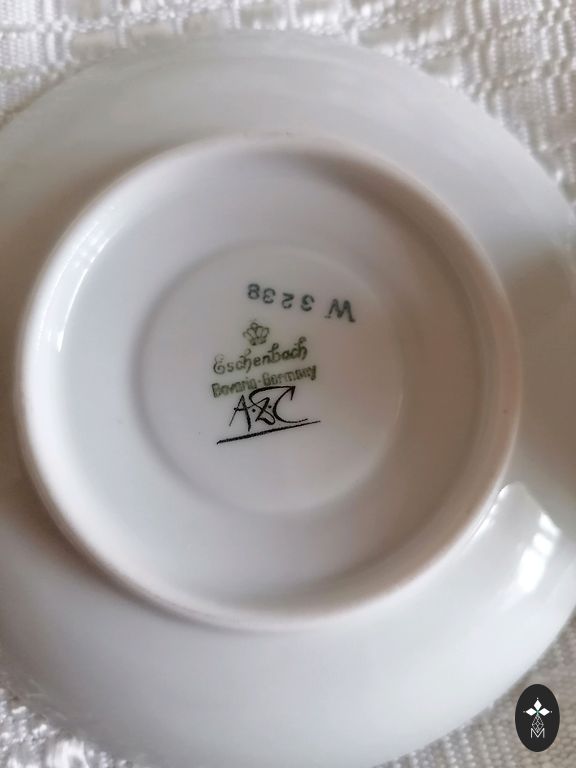 W 3238
Eschenbach
Bavaria-Germany
A.Z.C
M